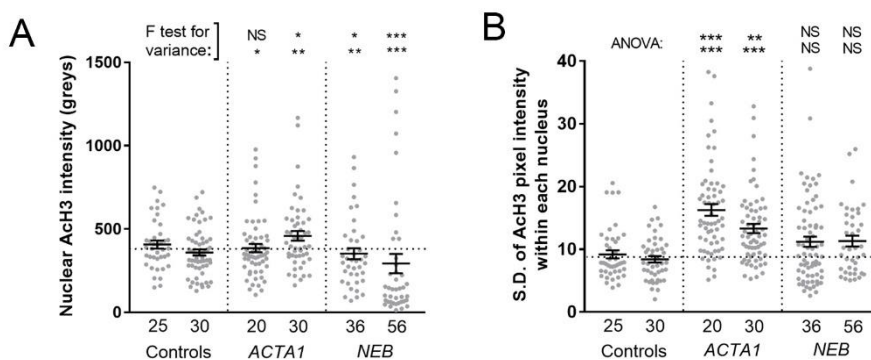 A
F test for
variance:
NS * * ***
* ** ** ***
Nuclear AcH3 intensity (greys)
1500
1000
500
0
25 30 20 30 36 56
Controls ACTA1 NEB
B
ANOVA:
*** ** NS NS
*** *** NS NS
S.D. of AcH3 pixel intensity
within each nucleus
40
30
20
10
0
25 30 20 30 36 56
Controls ACTA1 NEB